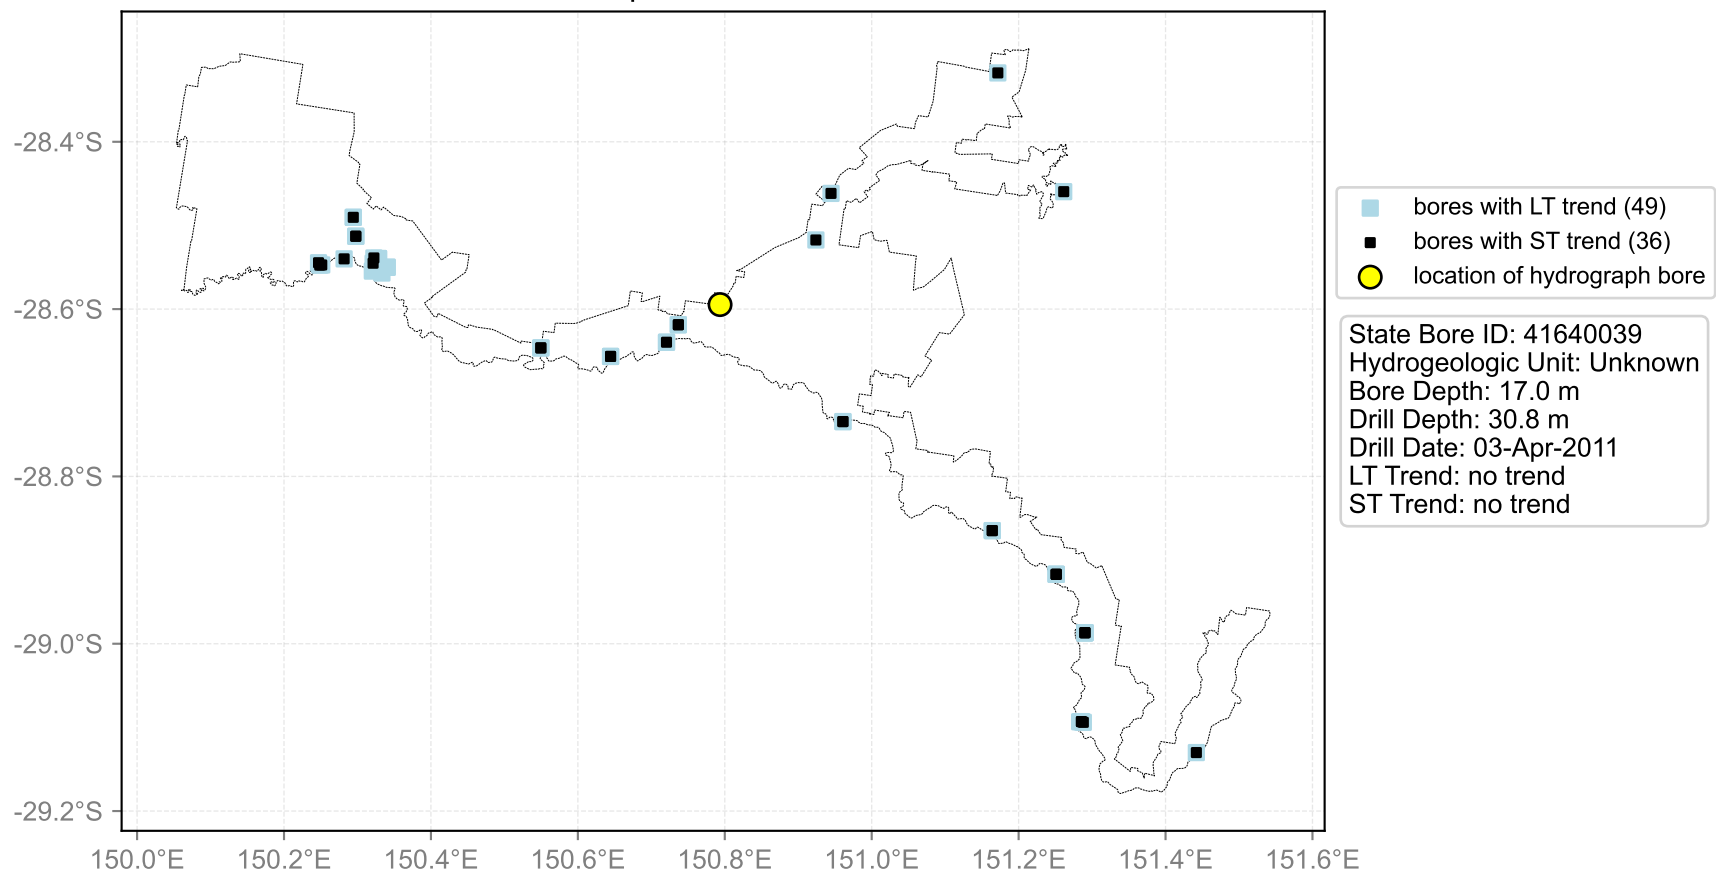 -28.4°S
-28.6°S
-28.8°S
-29.0°S
-29.2°S
150.0°E 150.2°E 150.4°E 150.6°E 150.8°E 151.0°E 151.2°E 151.4°E 151.6°E
bores with LT trend (49)
bores with ST trend (36)
location of hydrograph bore
State Bore ID: 41640039
Hydrogeologic Unit: Unknown
Bore Depth: 17.0 m
Drill Depth: 30.8 m
Drill Date: 03-Apr-2011
LT Trend: no trend
ST Trend: no trend